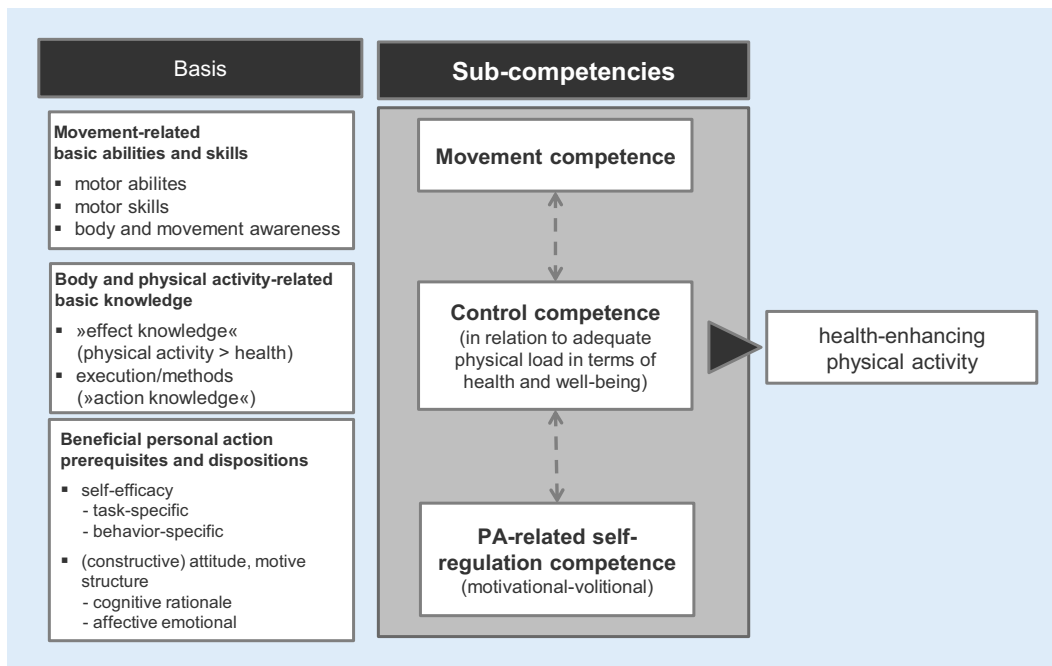 Basis
Movement-related
basic abilities and skills
▪ motor abilites
▪ motor skills
▪ body and movement awareness
Body and physical activity-related
basic knowledge
▪ »effect knowledge«
(physical activity > health)
▪ execution/methods
(»action knowledge«)
Beneficial personal action
prerequisites and dispositions
▪ self-efficacy
- task-specific
- behavior-specific
▪ (constructive) attitude, motive
structure
- cognitive rationale
- affective emotional
Sub-competencies
Movement competence
Control competence
(in relation to adequate
physical load in terms of
health and well-being)
PA-related self-
regulation competence
(motivational-volitional)
health-enhancing
physical activity